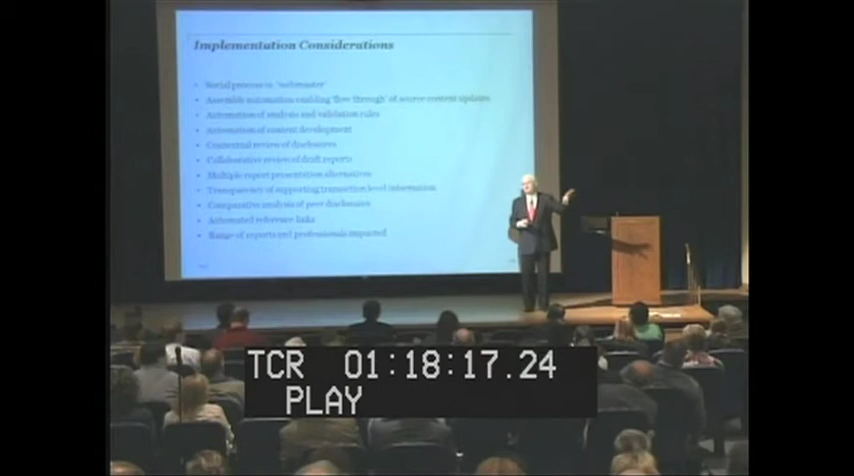 Implementation Considerations
Social process vs. "webmaster"
Assemble automation enabling 'flow through' of source content updates
Automation of analysis and validation rules
Automation of content development
Contextual review of disclosures
Collaborative review of draft reports
Multiple report presentation alternatives
Transparency of supporting transaction level information
Comparative analysis of peer disclosures
Automated reference links
Range of reports and professionals impacted
TCR 01:18:17.24
PLAY